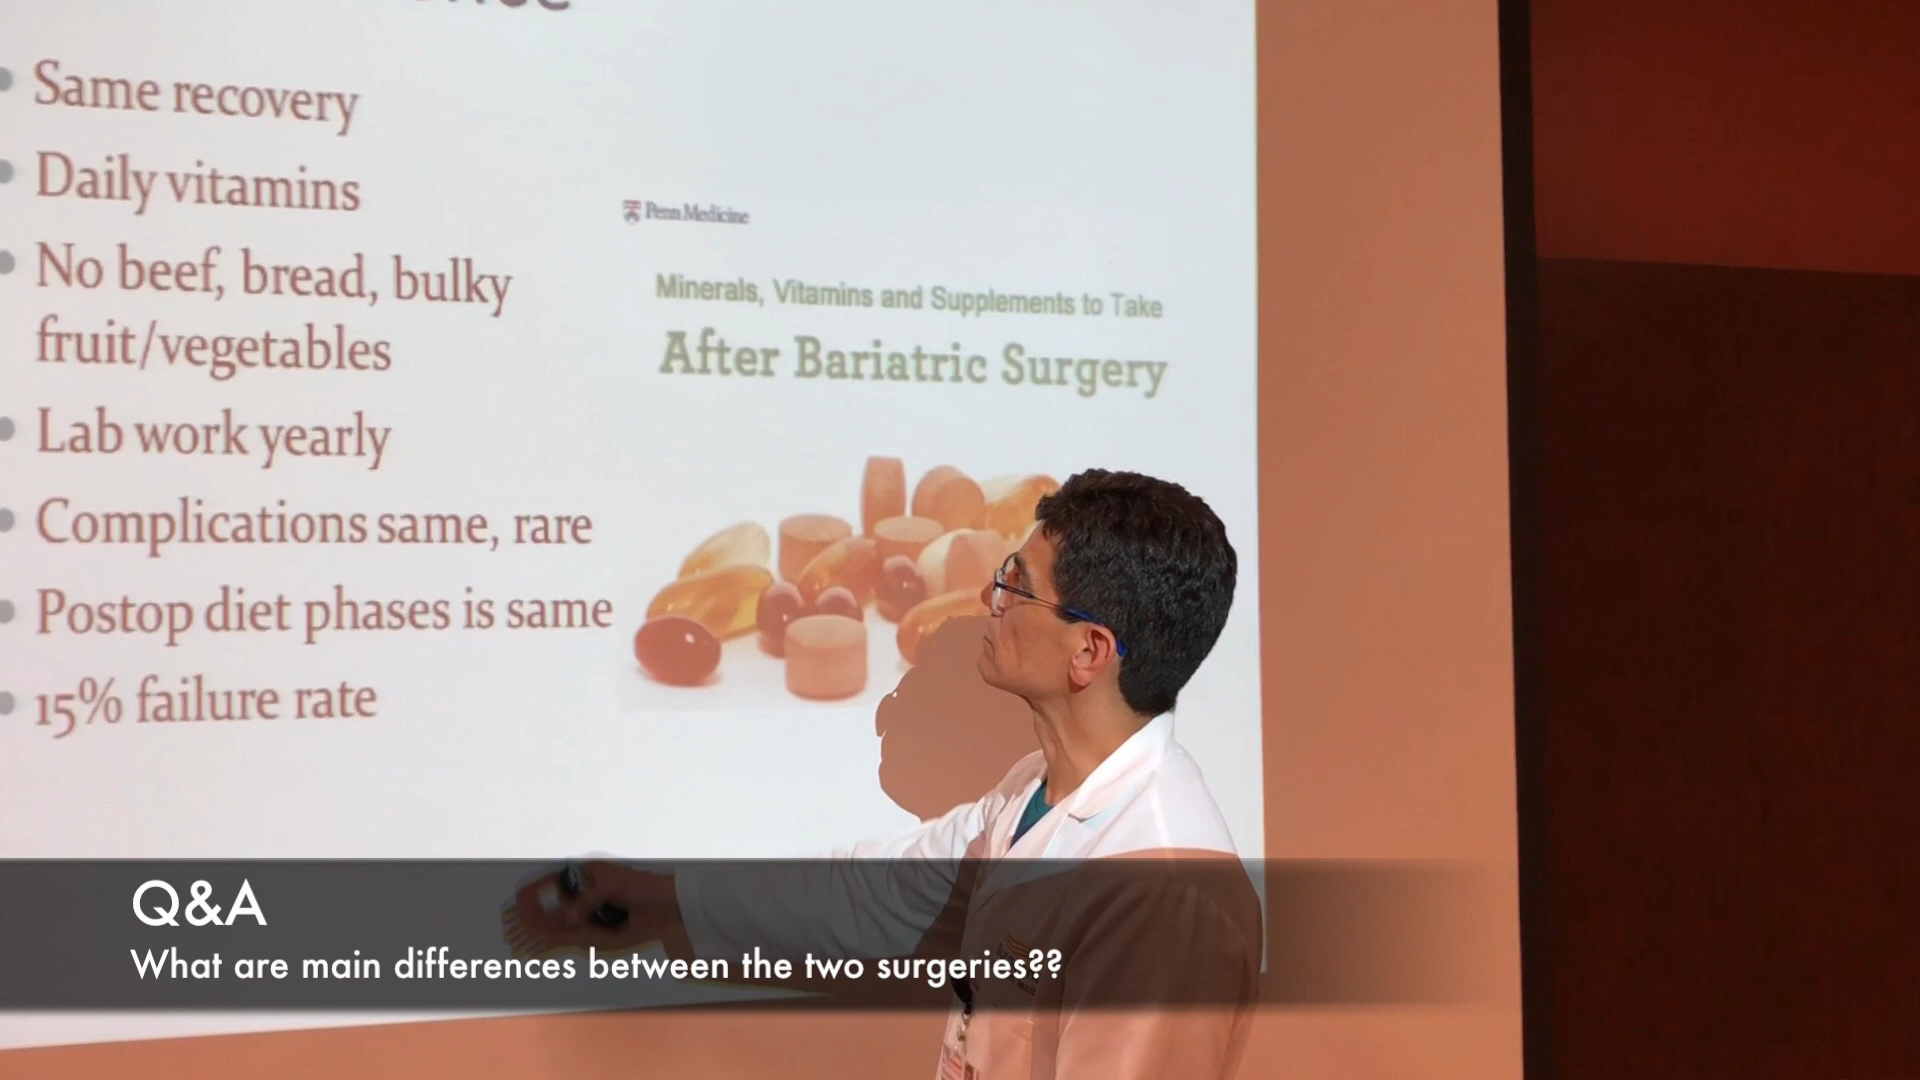 Same recovery
Daily vitamins
No beef, bread, bulky
fruit/vegetables
Lab work yearly
Complications same, rare
Postop diet phases is same
15% failure rate
Penn Medicine
Minerals, Vitamins and Supplements to Take
After Bariatric Surgery
Q&A
What are main differences between the two surgeries??